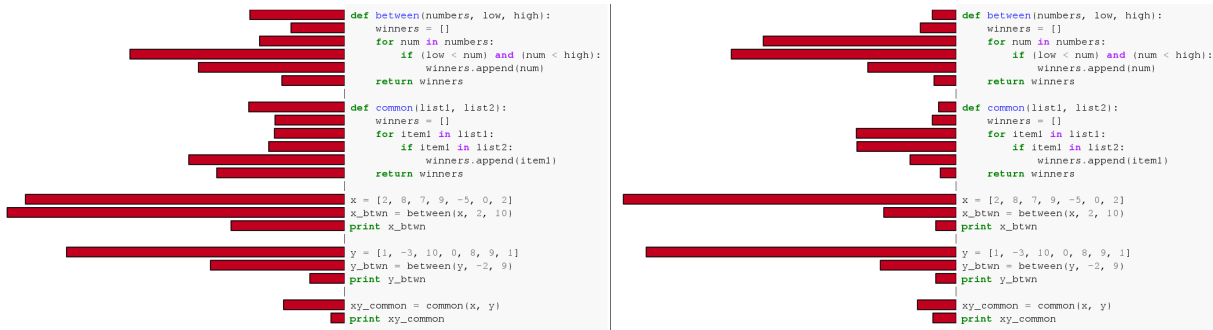 def between(numbers, low, high):
    winners = []
    for num in numbers:
        if (low < num) and (num < high):
            winners.append(num)
    return winners
def common(list1, list2):
    winners = []
    for item1 in list1:
        if item1 in list2:
            winners.append(item1)
    return winners
x = [2, 8, 7, 9, -5, 0, 2]
x_btwn = between(x, 2, 10)
print x_btwn
y = [1, -3, 10, 0, 8, 9, 1]
y_btwn = between(y, -2, 9)
print y_btwn
xy_common = common(x, y)
print xy_common
def between(numbers, low, high):
    winners = []
    for num in numbers:
        if (low < num) and (num < high):
            winners.append(num)
    return winners
def common(list1, list2):
    winners = []
    for item1 in list1:
        if item1 in list2:
            winners.append(item1)
    return winners
x = [2, 8, 7, 9, -5, 0, 2]
x_btwn = between(x, 2, 10)
print x_btwn
y = [1, -3, 10, 0, 8, 9, 1]
y_btwn = between(y, -2, 9)
print y_btwn
xy_common = common(x, y)
print xy_common